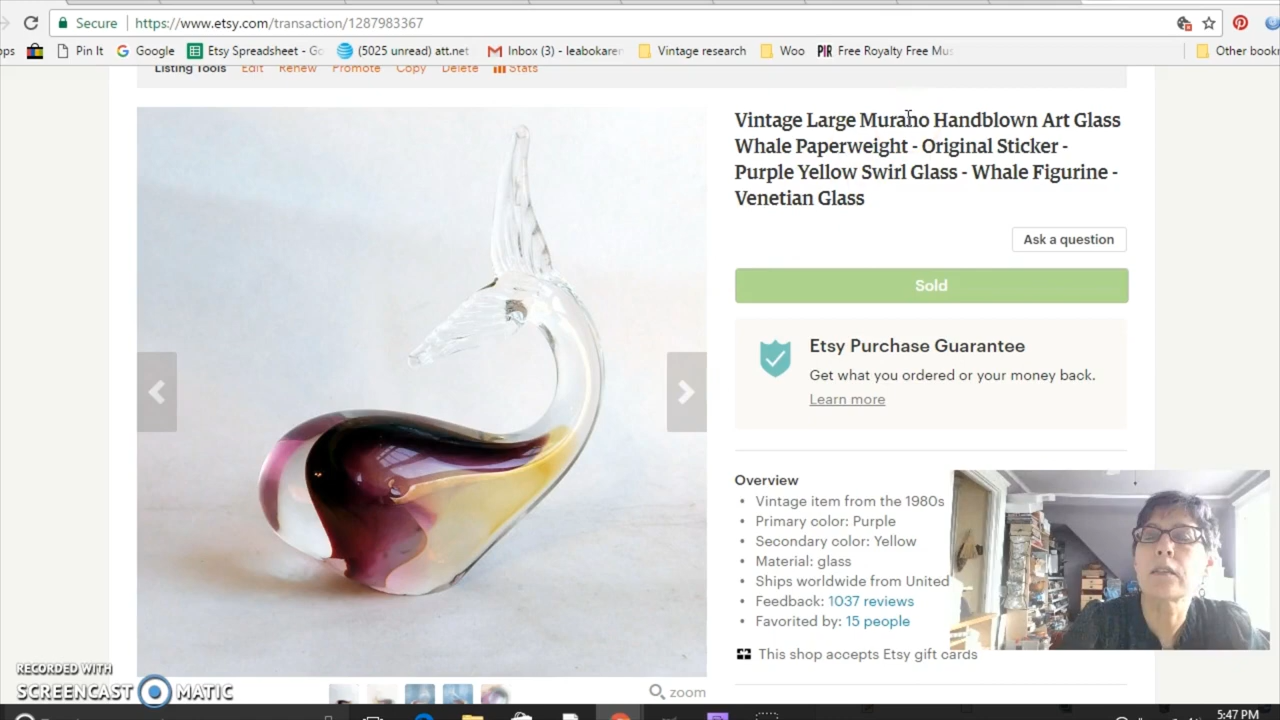 Secure https://www.etsy.com/transaction/1287983367
Pin It Google Etsy Spreadsheet - Go (5025 unread) att.net Inbox (3) - leabokaren Vintage research Woo PIR Free Royalty Free Mus Other book
Listing Tools Edit Renew Promote Copy Delete Stats
Vintage Large Murano Handblown Art Glass
Whale Paperweight - Original Sticker -
Purple Yellow Swirl Glass - Whale Figurine -
Venetian Glass
Ask a question
Sold
Etsy Purchase Guarantee
Get what you ordered or your money back.
Learn more
Overview
• Vintage item from the 1980s
• Primary color: Purple
• Secondary color: Yellow
• Material: glass
• Ships worldwide from United
• Feedback: 1037 reviews
• Favorited by: 15 people
This shop accepts Etsy gift cards
zoom
RECORDED WITH
SCREENCAST MATIC
5:47 PM